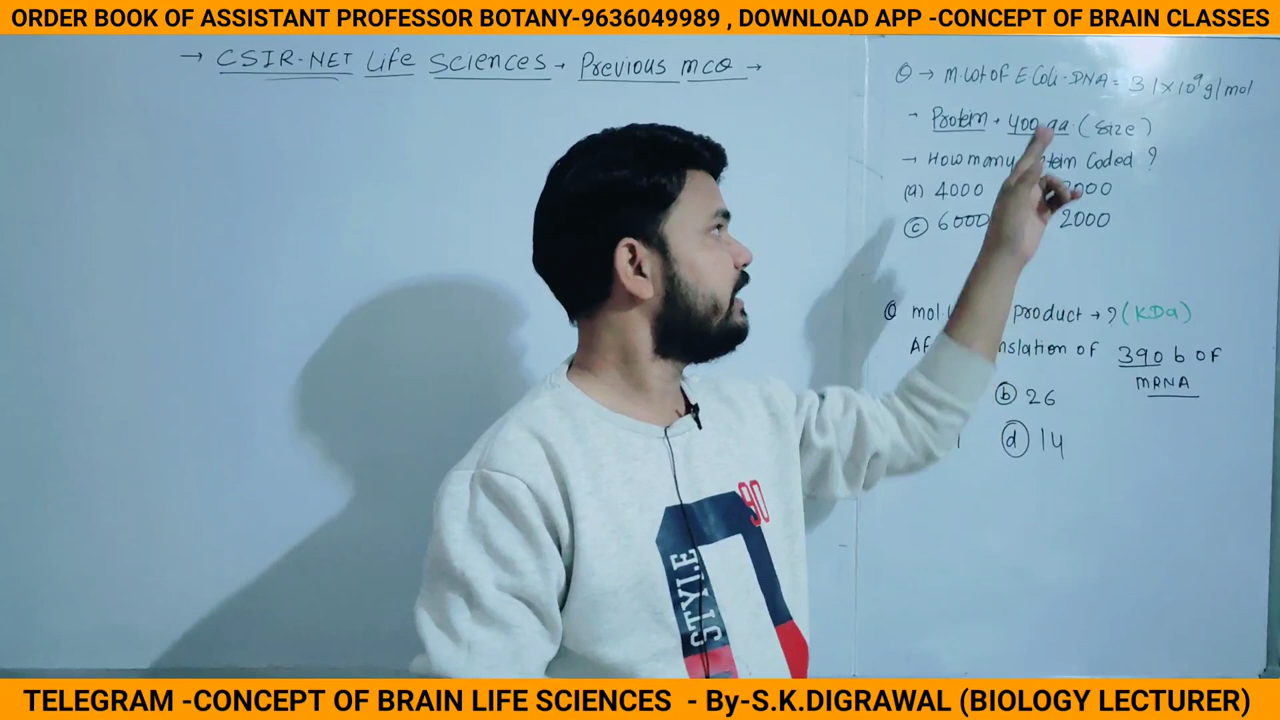 ORDER BOOK OF ASSISTANT PROFESSOR BOTANY-9636049989 , DOWNLOAD APP -CONCEPT OF BRAIN CLASSES
→ CSIR-NET Life Sciences → Previous MCQ →
Q → M.wt of E.Coli-DNA = 3.1×10⁹g/mol
→ Protein → 400 aa (Size)
→ How many Coded ?
(a) 4000 000
(c) 6000 2000
Q mol. product → ? (KDa)
of 390 b of
MRNA
(b) 26
(d) 14
90
STYLE
TELEGRAM -CONCEPT OF BRAIN LIFE SCIENCES - By-S.K.DIGRAWAL (BIOLOGY LECTURER)